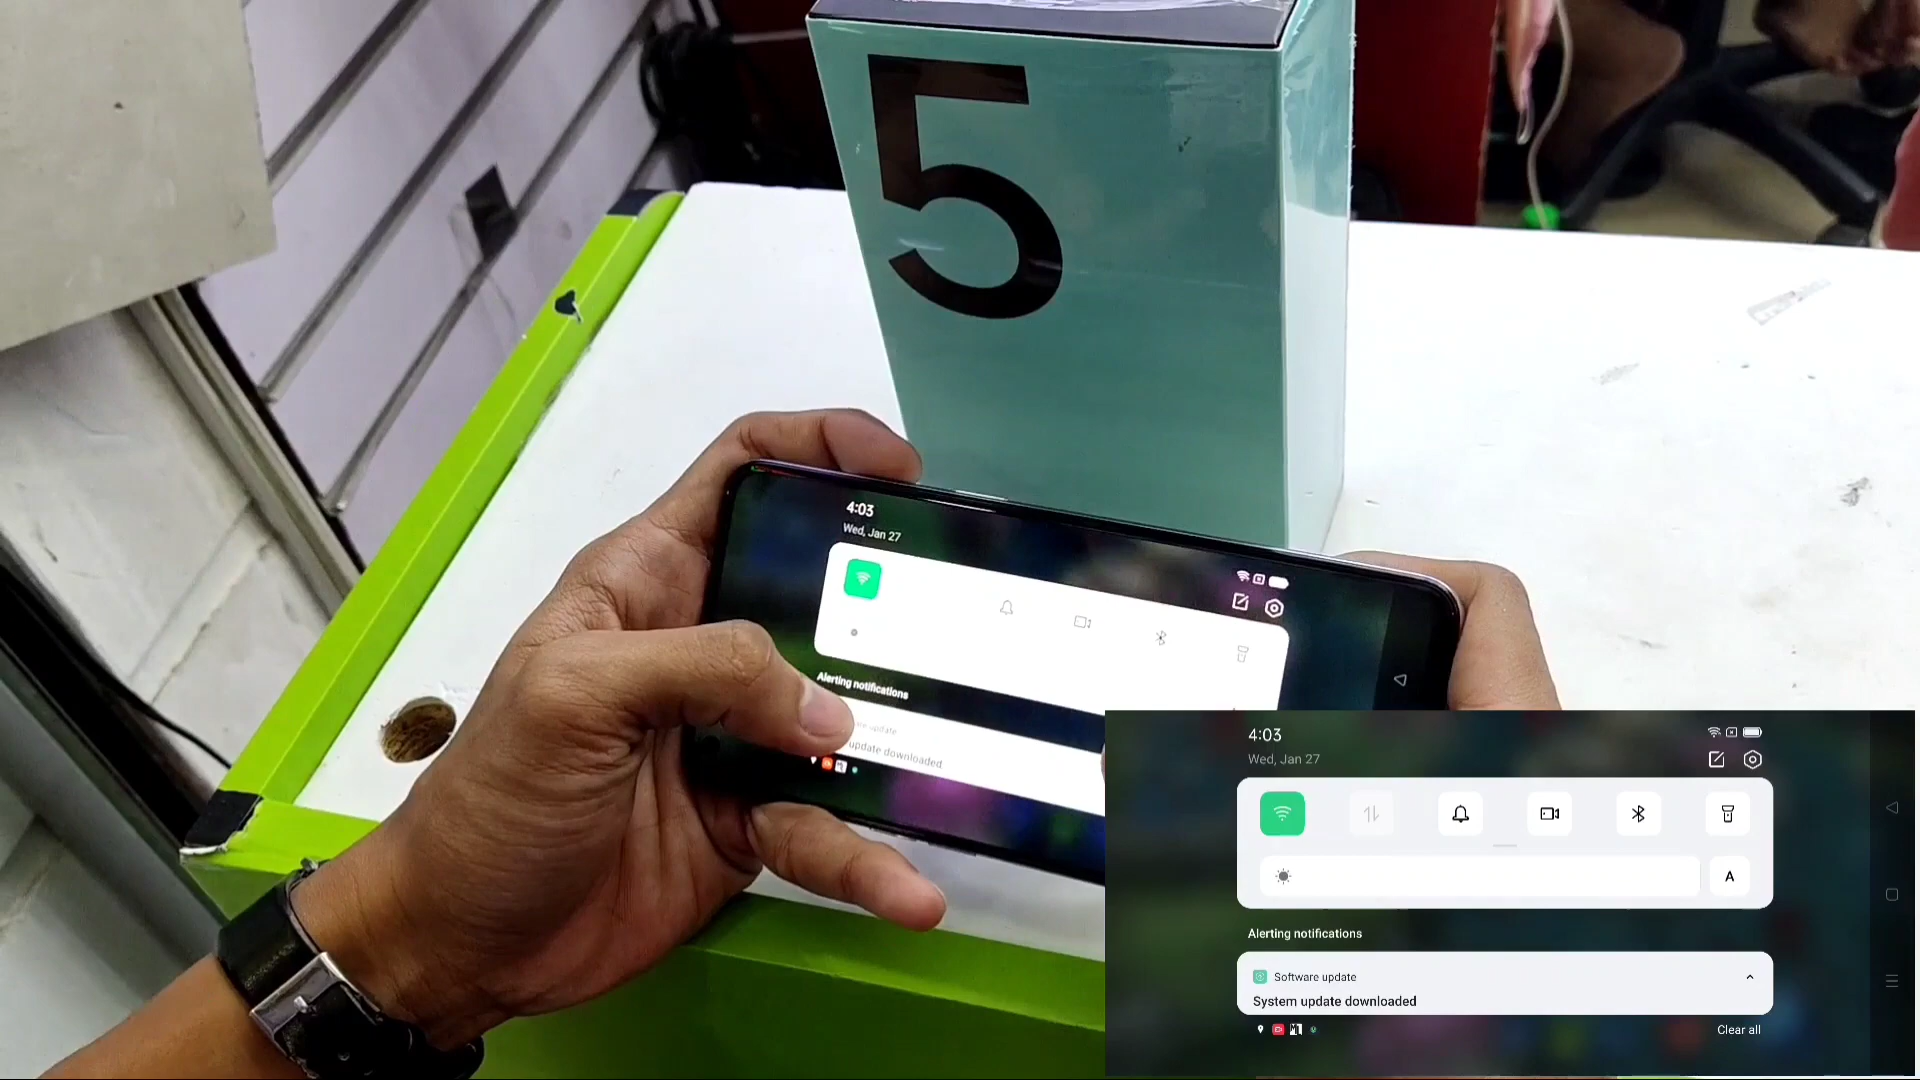 5
4:03
Wed, Jan 27
Alerting notifications
update
update downloaded
4:03
Wed, Jan 27
A
Alerting notifications
Software update
System update downloaded
Clear all